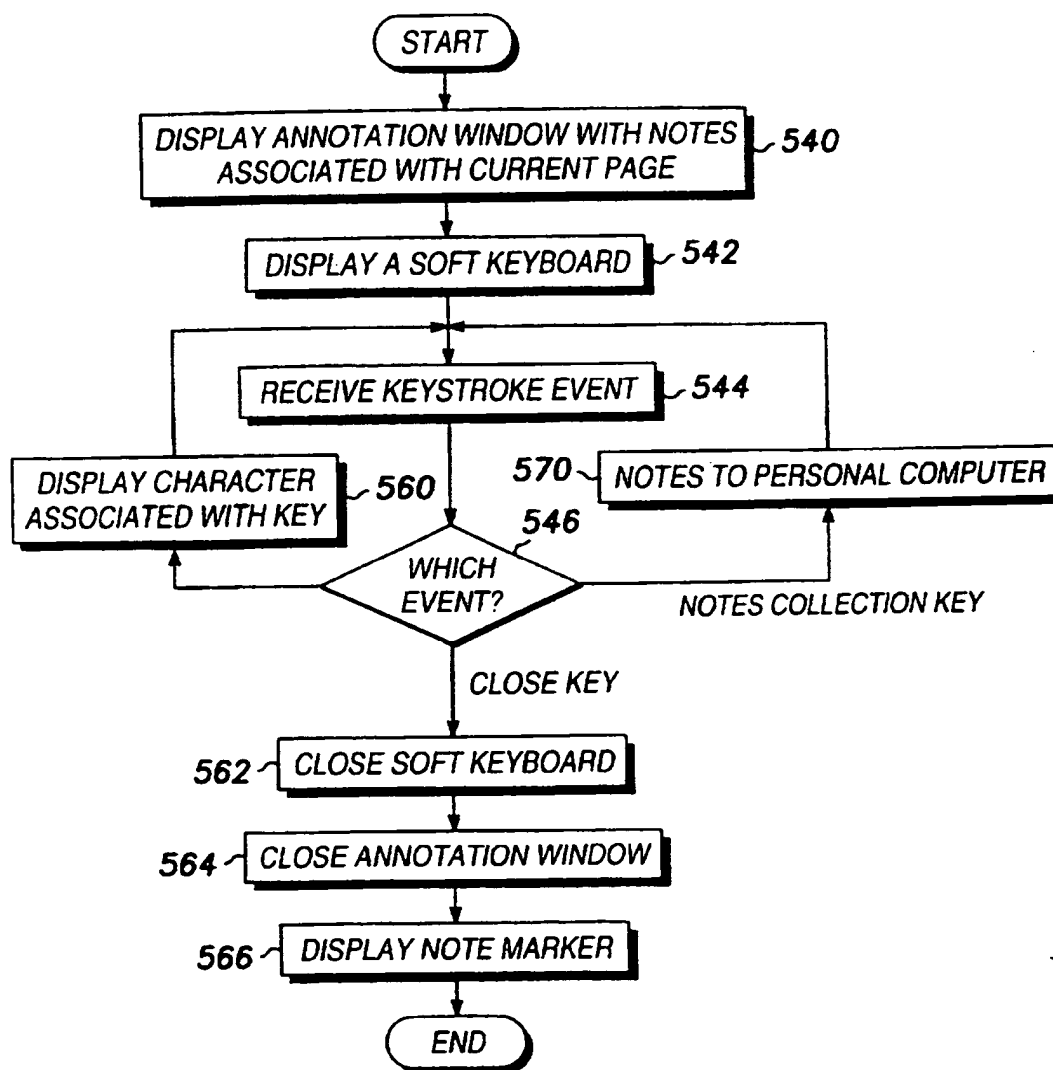 START
DISPLAY ANNOTATION WINDOW WITH NOTES
ASSOCIATED WITH CURRENT PAGE
540
DISPLAY A SOFT KEYBOARD
542
RECEIVE KEYSTROKE EVENT
544
DISPLAY CHARACTER
ASSOCIATED WITH KEY
560
570
NOTES TO PERSONAL COMPUTER
546
WHICH
EVENT?
NOTES COLLECTION KEY
CLOSE KEY
562
CLOSE SOFT KEYBOARD
564
CLOSE ANNOTATION WINDOW
566
DISPLAY NOTE MARKER
END